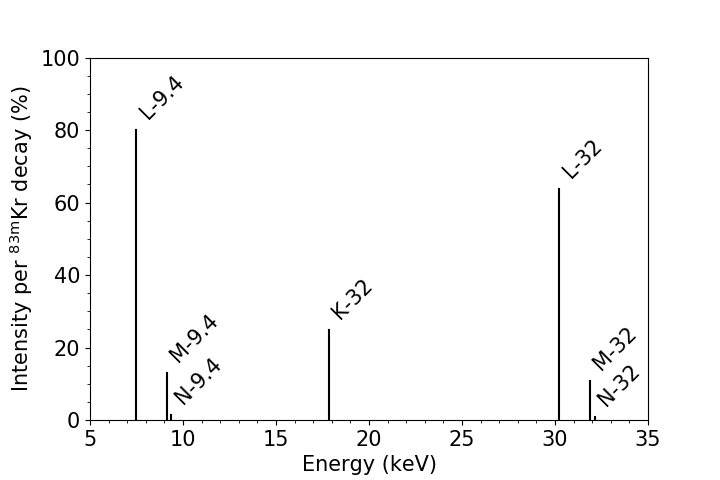 Intensity per ⁸³ᵐKr decay (%)
100
80
60
40
20
0
L-9.4
M-9.4
N-9.4
K-32
L-32
M-32
N-32
5 10 15 20 25 30 35
Energy (keV)